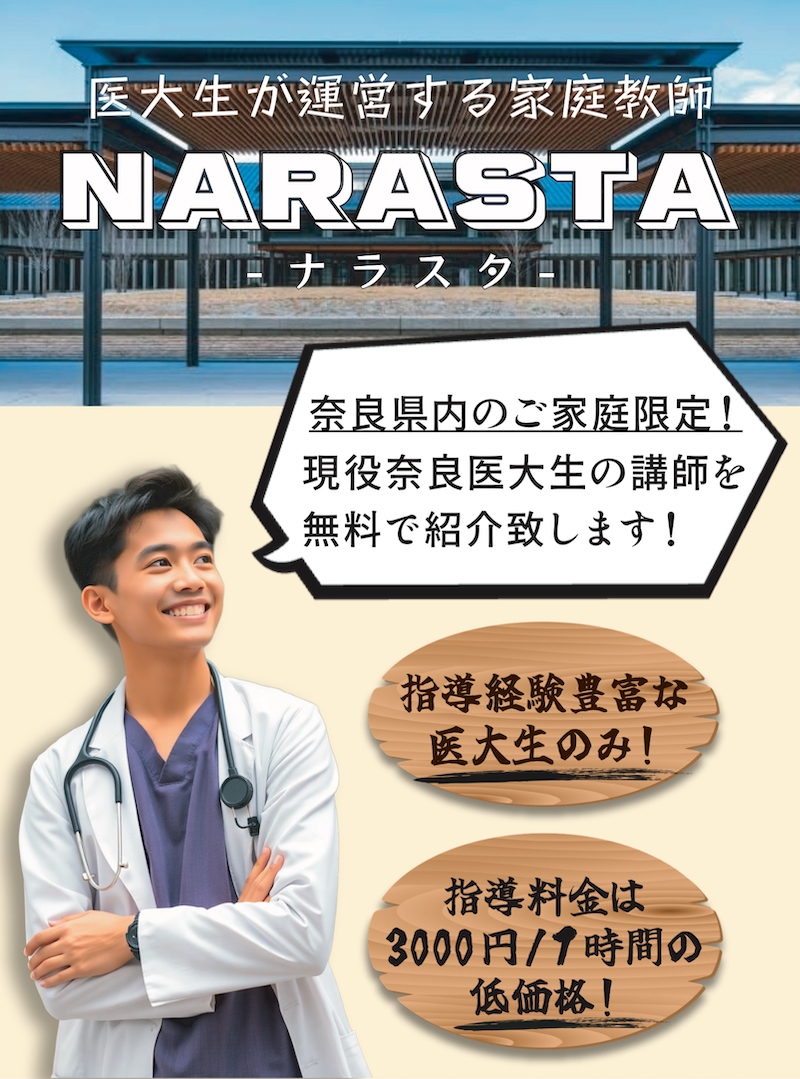 医大生が運営する家庭教師
NARASTA
- ナラスタ -
奈良県内のご家庭限定！
現役奈良医大生の講師を
無料で紹介致します！
指導経験豊富な
医大生のみ！
指導料金は
3000円/1時間の
低価格！